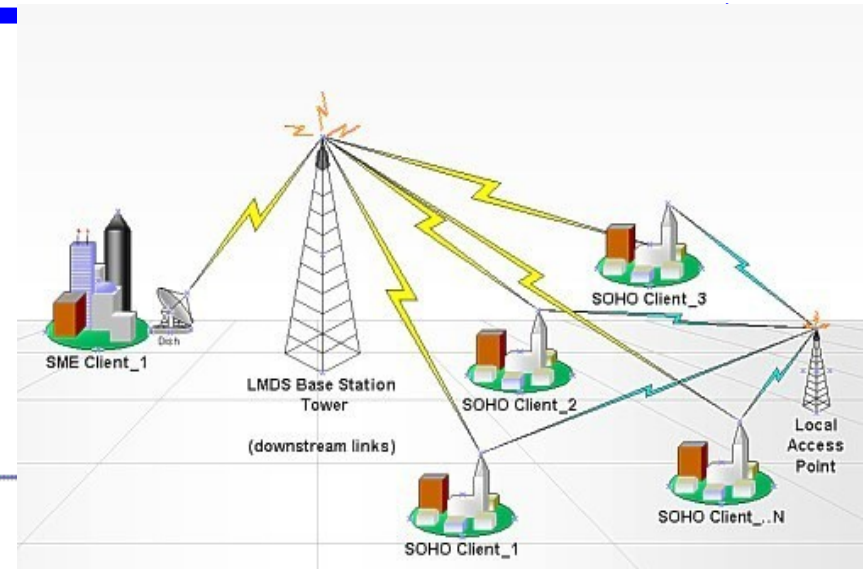 SOHO Client_3
Dish
SME Client_1
LMDS Base Station
Tower
(downstream links)
SOHO Client_2
Local
Access
Point
SOHO Client_..N
SOHO Client_1